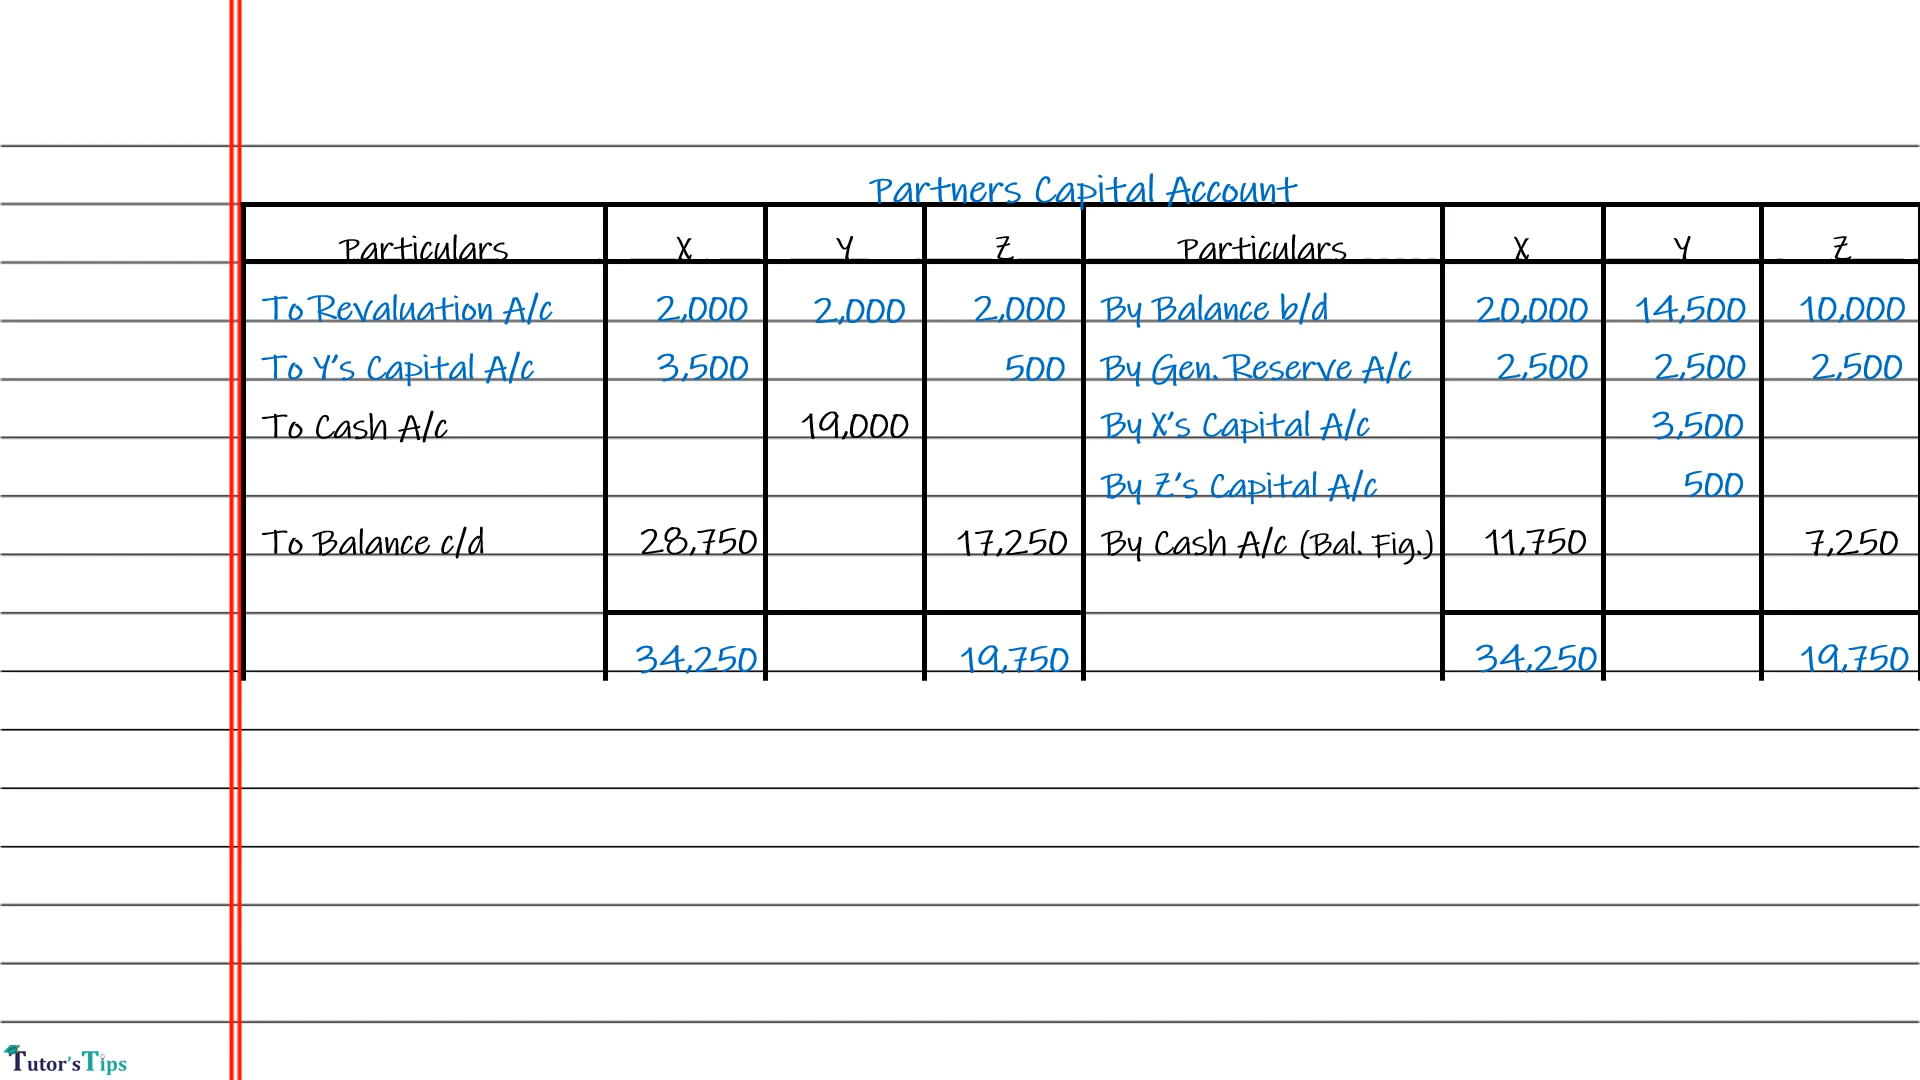 Partners Capital Account
Particulars X Y Z Particulars X Y Z
To Revaluation A/c 2,000 2,000 2,000 By Balance b/d 20,000 14,500 10,000
To Y's Capital A/c 3,500 500 By Gen. Reserve A/c 2,500 2,500 2,500
To Cash A/c 19,000 By X's Capital A/c 3,500
By Z's Capital A/c 500
To Balance c/d 28,750 17,250 By Cash A/c (Bal. Fig.) 11,750 7,250
34,250 19,750 34,250 19,750
Tutor'sTips